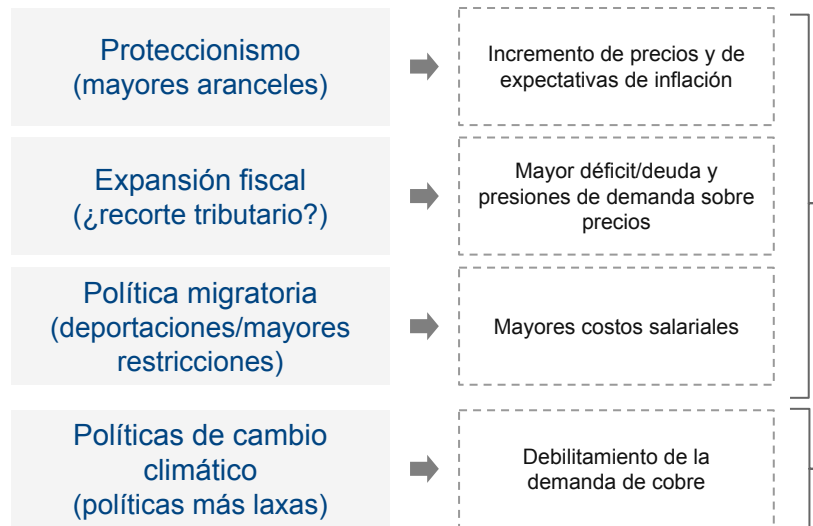 Proteccionismo
(mayores aranceles)
Incremento de precios y de
expectativas de inflación
Expansión fiscal
(¿recorte tributario?)
Mayor déficit/deuda y
presiones de demanda sobre
precios
Política migratoria
(deportaciones/mayores
restricciones)
Mayores costos salariales
Políticas de cambio
climático
(políticas más laxas)
Debilitamiento de la
demanda de cobre